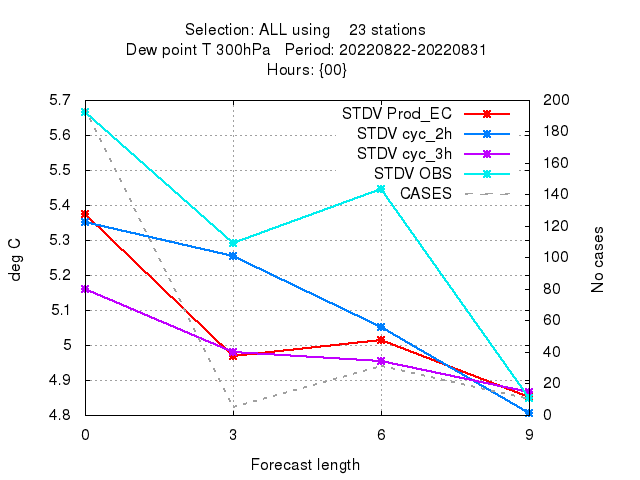 Selection: ALL using    23 stations
Dew point T 300hPa   Period: 20220822-20220831
Hours: {00}
STDV Prod_EC
STDV cyc_2h
STDV cyc_3h
STDV OBS
CASES
5.7
5.6
5.5
5.4
5.3
5.2
5.1
5
4.9
4.8
deg C
200
180
160
140
120
100
80
60
40
20
0
No cases
0 3 6 9
Forecast length